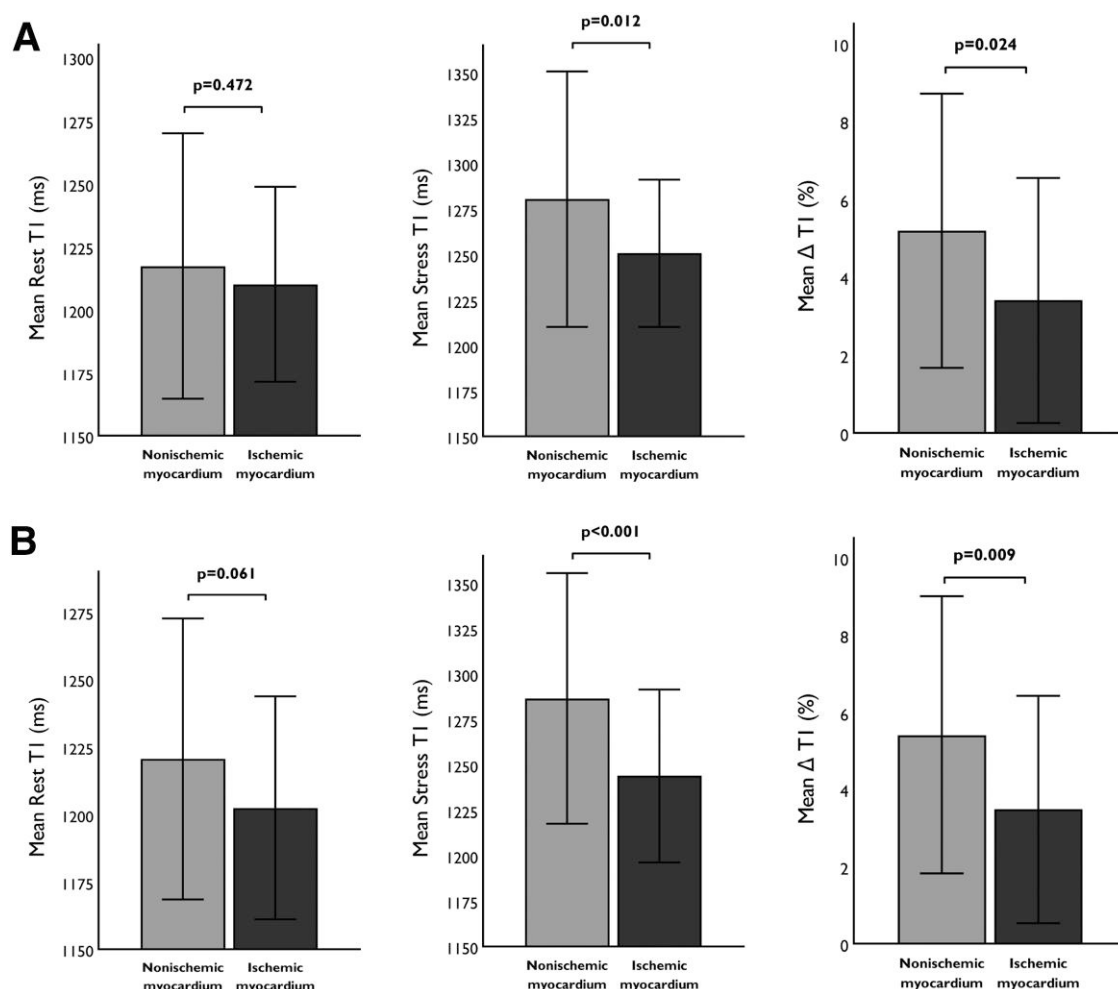 A
p=0.472
Mean Rest T1 (ms)
1300
1275
1250
1225
1200
1175
1150
Nonischemic myocardium
Ischemic myocardium
p=0.012
Mean Stress T1 (ms)
1350
1325
1300
1275
1250
1225
1200
1175
1150
Nonischemic myocardium
Ischemic myocardium
p=0.024
Mean Δ T1 (%)
10
8
6
4
2
0
Nonischemic myocardium
Ischemic myocardium
B
p=0.061
Mean Rest T1 (ms)
1275
1250
1225
1200
1175
1150
Nonischemic myocardium
Ischemic myocardium
p<0.001
Mean Stress T1 (ms)
1350
1325
1300
1275
1250
1225
1200
1175
1150
Nonischemic myocardium
Ischemic myocardium
p=0.009
Mean Δ T1 (%)
10
8
6
4
2
0
Nonischemic myocardium
Ischemic myocardium